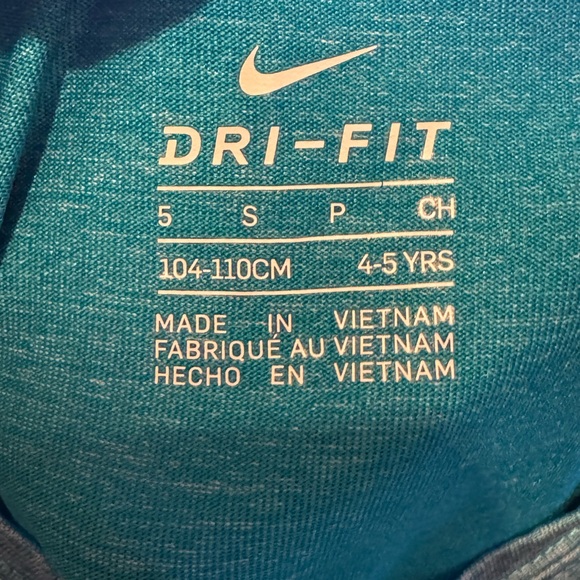 DRI-FIT
5 S P CH
104-110CM 4-5 YRS
MADE IN VIETNAM
FABRIQUÉ AU VIETNAM
HECHO EN VIETNAM